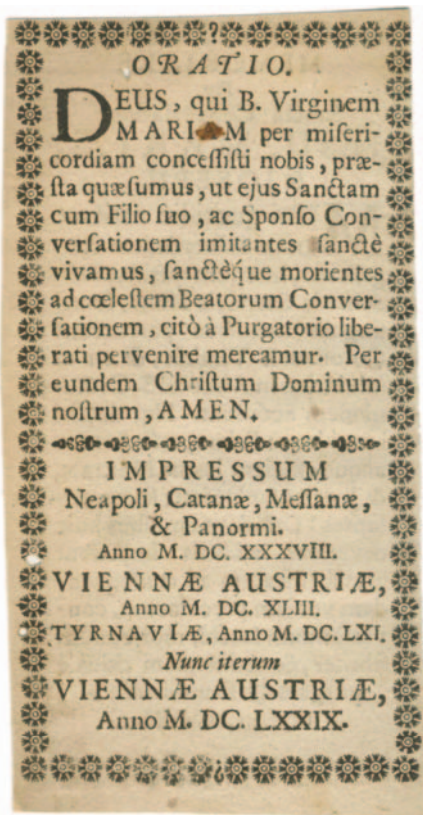 ORATIO.
DEUS, qui B. Virginem
MARIAM per miseri-
cordiam concessisti nobis, præ-
sta quæsumus, ut ejus Sanctam
cum Filio suo, ac Sponso Con-
versationem imitantes sanctè
vivamus, sanctèque morientes
ad cœlestem Beatorum Conver-
sationem, citò à Purgatorio libe-
rati pervenire mereamur. Per
eundem Christum Dominum
nostrum, AMEN.
IMPRESSUM
Neapoli, Catanæ, Messanæ,
& Panormi.
Anno M. DC. XXXVIII.
VIENNÆ AUSTRIÆ,
Anno M. DC. XLIII.
TYRNAVIÆ, Anno M. DC. LXI.
Nunc iterum
VIENNÆ AUSTRIÆ,
Anno M. DC. LXXIX.